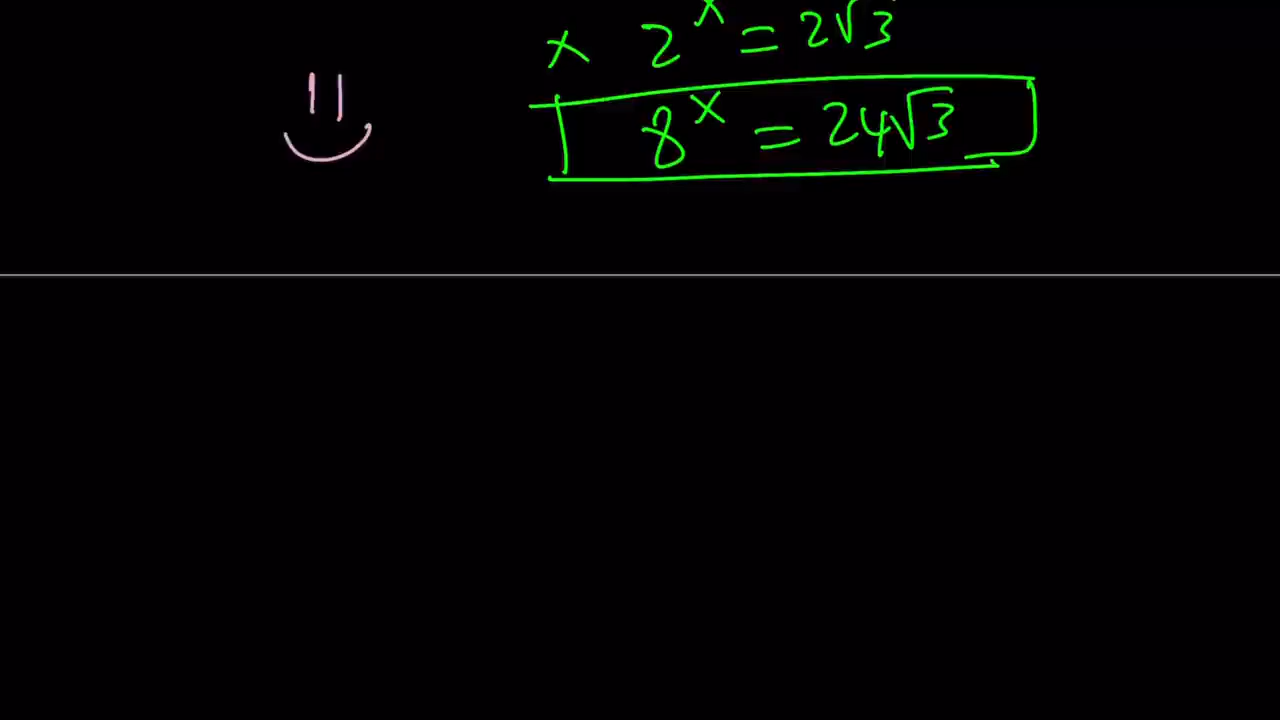 x 2^x = 2√3
8^x = 24√3